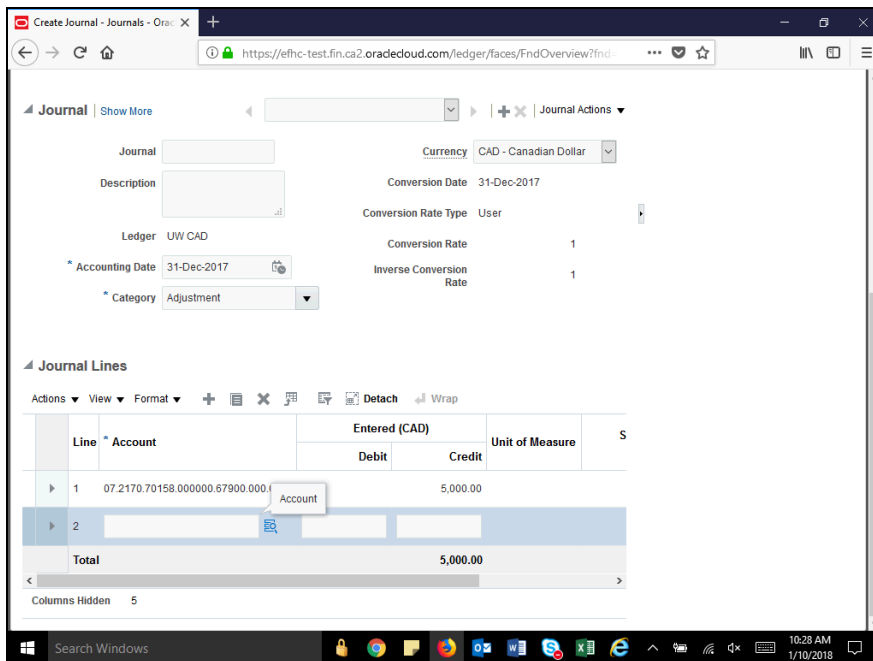 Create Journal - Journals - Orac
https://efhc-test.fin.ca2.oraclecloud.com/ledger/faces/FndOverview?fnd=
Journal | Show More
Journal Actions
Journal
Currency CAD - Canadian Dollar
Description
Conversion Date 31-Dec-2017
Conversion Rate Type User
Ledger UW CAD
Conversion Rate 1
* Accounting Date 31-Dec-2017
Inverse Conversion Rate 1
* Category Adjustment
Journal Lines
Actions View Format Detach Wrap
Line * Account Entered (CAD) Unit of Measure S
Debit Credit
1 07.2170.70158.000000.67900.000. 5,000.00
Account
2
Total 5,000.00
Columns Hidden 5
Search Windows
10:28 AM
1/10/2018